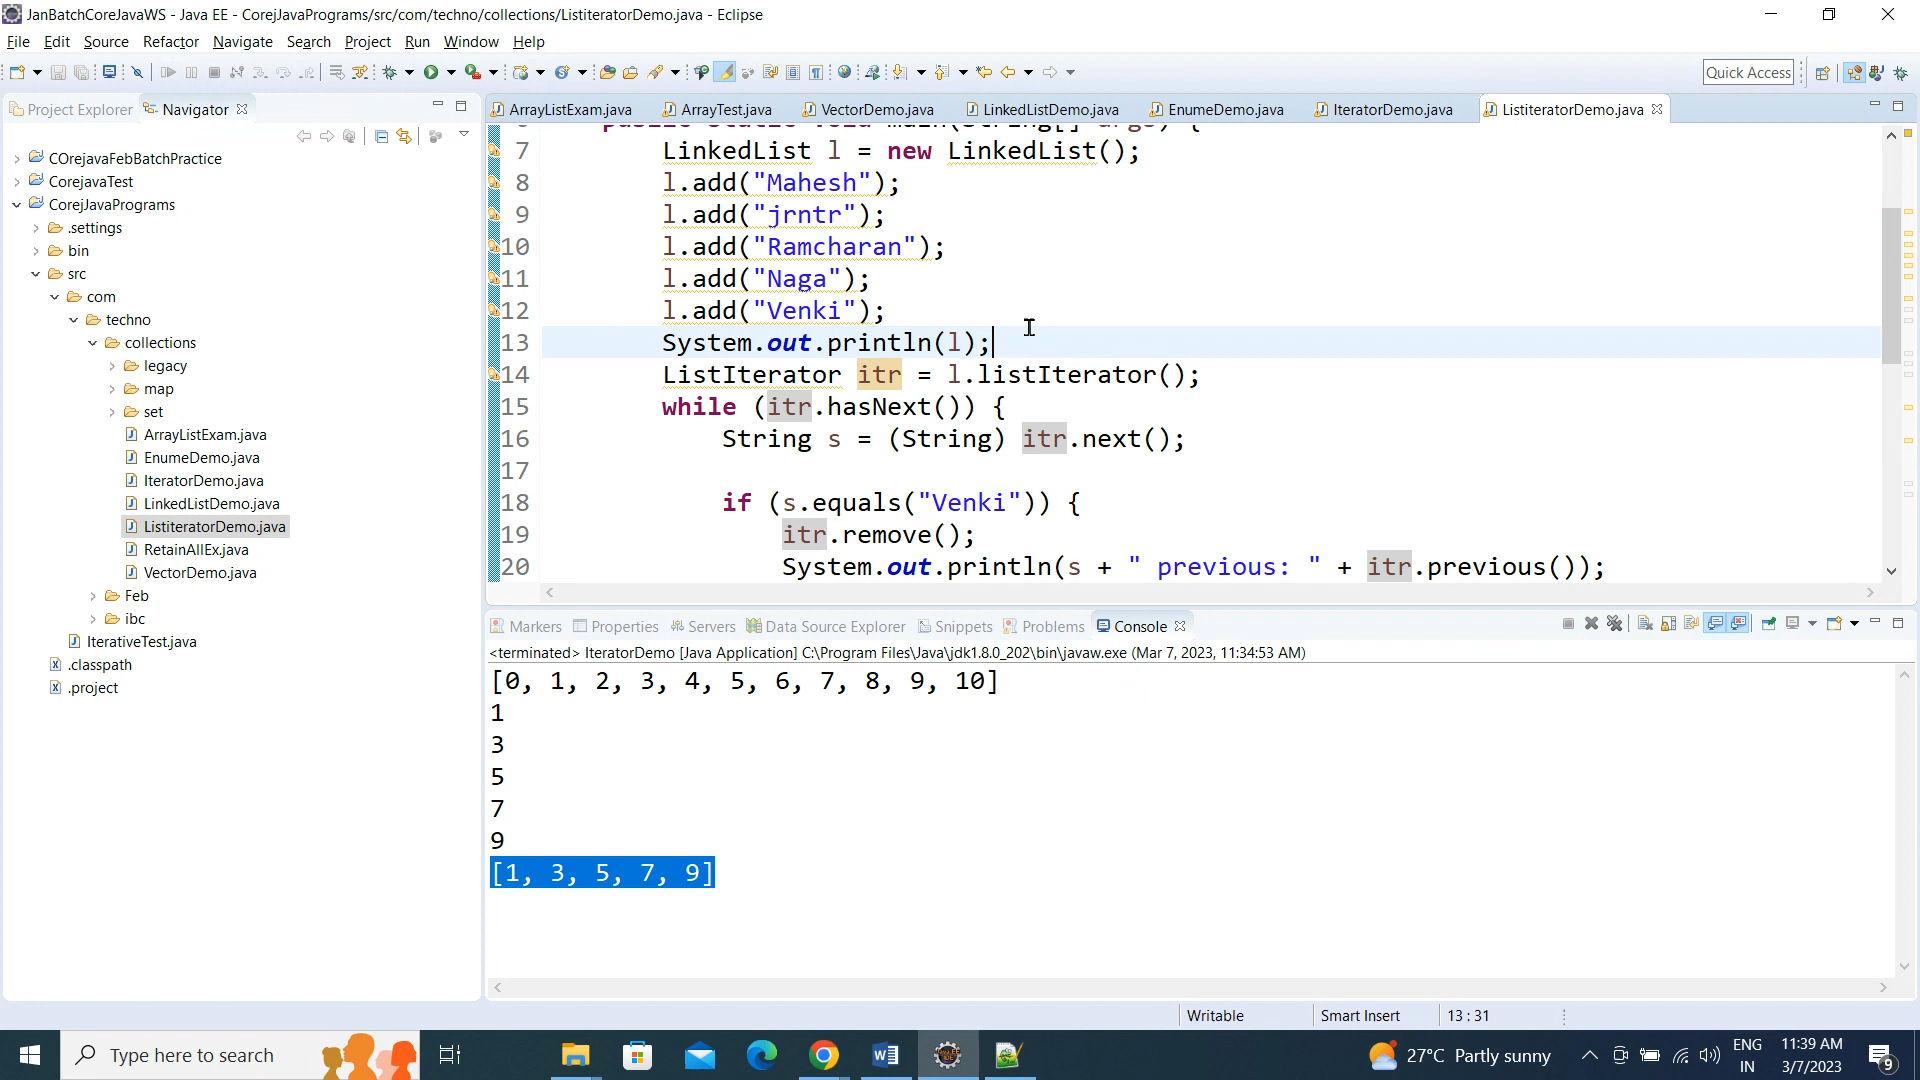 JanBatchCoreJavaWS - Java EE - CorejJavaPrograms/src/com/techno/collections/ListiteratorDemo.java - Eclipse
File Edit Source Refactor Navigate Search Project Run Window Help
Quick Access
Project Explorer Navigator
ArrayListExam.java ArrayTest.java VectorDemo.java LinkedListDemo.java EnumeDemo.java IteratorDemo.java ListiteratorDemo.java
COrejavaFebBatchPractice
CorejavaTest
CorejJavaPrograms
.settings
bin
src
com
techno
collections
legacy
map
set
ArrayListExam.java
EnumeDemo.java
IteratorDemo.java
LinkedListDemo.java
ListiteratorDemo.java
RetainAllEx.java
VectorDemo.java
Feb
ibc
IterativeTest.java
.classpath
.project
public static void main(String[] args) {
7 LinkedList l = new LinkedList();
8 l.add("Mahesh");
9 l.add("jrntr");
10 l.add("Ramcharan");
11 l.add("Naga");
12 l.add("Venki");
13 System.out.println(l);
14 ListIterator itr = l.listIterator();
15 while (itr.hasNext()) {
16 String s = (String) itr.next();
17
18 if (s.equals("Venki")) {
19 itr.remove();
20 System.out.println(s + " previous: " + itr.previous());
Markers Properties Servers Data Source Explorer Snippets Problems Console
<terminated> IteratorDemo [Java Application] C:\Program Files\Java\jdk1.8.0_202\bin\javaw.exe (Mar 7, 2023, 11:34:53 AM)
[0, 1, 2, 3, 4, 5, 6, 7, 8, 9, 10]
1
3
5
7
9
[1, 3, 5, 7, 9]
Writable Smart Insert 13 : 31
Type here to search
27°C Partly sunny
ENG
IN
11:39 AM
3/7/2023
9